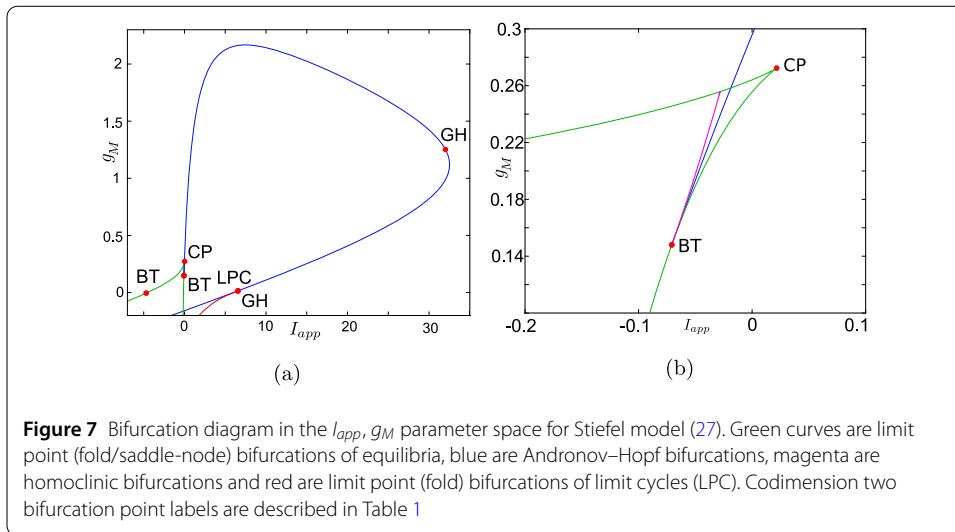 2
1.5
1
0.5
0
g_M
GH
CP
BT
BT
LPC
GH
0
10
20
30
I_app
(a)
0.3
0.26
0.22
0.18
0.14
g_M
CP
BT
-0.2
-0.1
0
0.1
I_app
(b)
Figure 7 Bifurcation diagram in the I_app, g_M parameter space for Stiefel model (27). Green curves are limit
point (fold/saddle-node) bifurcations of equilibria, blue are Andronov–Hopf bifurcations, magenta are
homoclinic bifurcations and red are limit point (fold) bifurcations of limit cycles (LPC). Codimension two
bifurcation point labels are described in Table 1